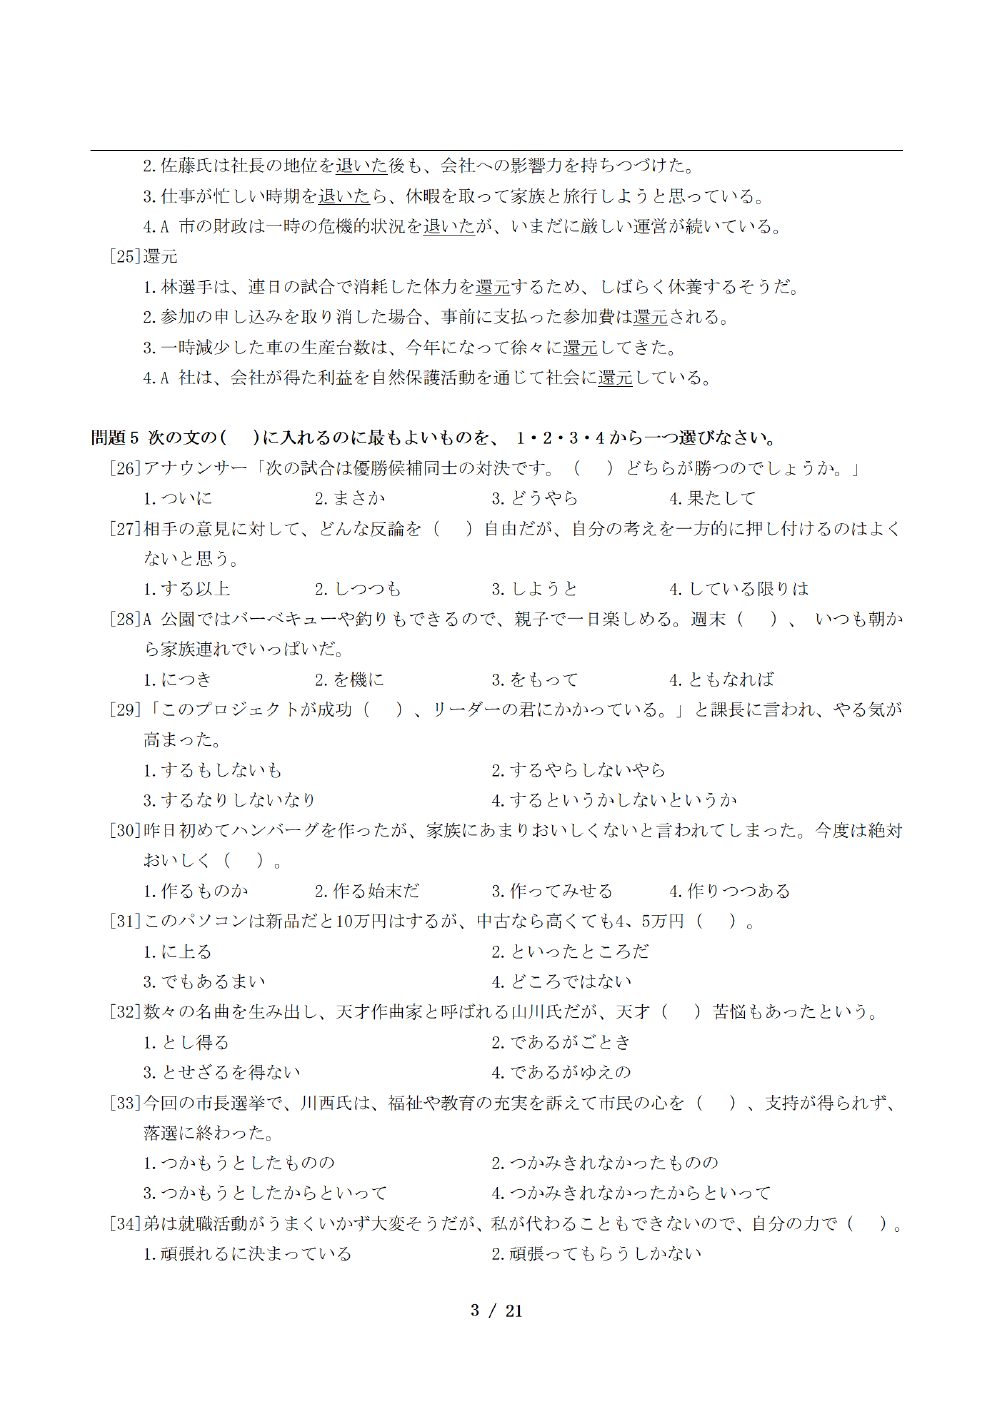 2.佐藤氏は社長の地位を退いた後も、会社への影響力を持ちつづけた。
3.仕事が忙しい時期を退いたら、休暇を取って家族と旅行しようと思っている。
4.A 市の財政は一時の危機的状況を退いたが、いまだに厳しい運営が続いている。
[25]還元
1.林選手は、連日の試合で消耗した体力を還元するため、しばらく休養するそうだ。
2.参加の申し込みを取り消した場合、事前に支払った参加費は還元される。
3.一時減少した車の生産台数は、今年になって徐々に還元してきた。
4.A 社は、会社が得た利益を自然保護活動を通じて社会に還元している。
問題５ 次の文の(　)に入れるのに最もよいものを、 1・2・3・4から一つ選びなさい。
[26]アナウンサー「次の試合は優勝候補同士の対決です。（　）どちらが勝つのでしょうか。」
1.ついに 2.まさか 3.どうやら 4.果たして
[27]相手の意見に対して、どんな反論を（　）自由だが、自分の考えを一方的に押し付けるのはよく
ないと思う。
1.する以上 2.しつつも 3.しようと 4.している限りは
[28]A 公園ではバーベキューや釣りもできるので、親子で一日楽しめる。週末（　）、 いつも朝か
ら家族連れでいっぱいだ。
1.につき 2.を機に 3.をもって 4.ともなれば
[29]「このプロジェクトが成功（　）、リーダーの君にかかっている。」と課長に言われ、やる気が
高まった。
1.するもしないも 2.するやらしないやら
3.するなりしないなり 4.するというかしないというか
[30]昨日初めてハンバーグを作ったが、家族にあまりおいしくないと言われてしまった。今度は絶対
おいしく（　）。
1.作るものか 2.作る始末だ 3.作ってみせる 4.作りつつある
[31]このパソコンは新品だと10万円はするが、中古なら高くても4、5万円（　）。
1.に上る 2.といったところだ
3.でもあるまい 4.どころではない
[32]数々の名曲を生み出し、天才作曲家と呼ばれる山川氏だが、天才（　）苦悩もあったという。
1.とし得る 2.であるがごとき
3.とせざるを得ない 4.であるがゆえの
[33]今回の市長選挙で、川西氏は、福祉や教育の充実を訴えて市民の心を（　）、支持が得られず、
落選に終わった。
1.つかもうとしたものの 2.つかみきれなかったものの
3.つかもうとしたからといって 4.つかみきれなかったからといって
[34]弟は就職活動がうまくいかず大変そうだが、私が代わることもできないので、自分の力で（　）。
1.頑張れるに決まっている 2.頑張ってもらうしかない
3 / 21